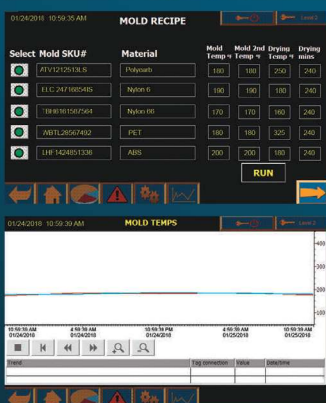 01/24/2018 10:59:35 AM MOLD RECIPE Level 2
Select Mold SKU# Material Mold Temp °F Mold 2nd Temp °F Drying Temp °F Drying mins
ATV1212513LS Polycarb 180 180 250 240
ELC 24716854IS Nylon 6 190 190 180 240
TBH6161567564 Nylon 66 170 170 160 240
WBTL28567492 PET 180 180 325 240
LHF1424851336 ABS 200 200 180 240
RUN
01/24/2018 10:59:39 AM MOLD TEMPS Level 2
400
300
200
100
10:59:39 AM 4:59:39 AM 10:59:39 PM 4:59:39 AM 10:59:39 AM
01/24/2018 01/24/2018 01/24/2018 01/25/2018 01/25/2018
Trend Tag connection Value Date/time